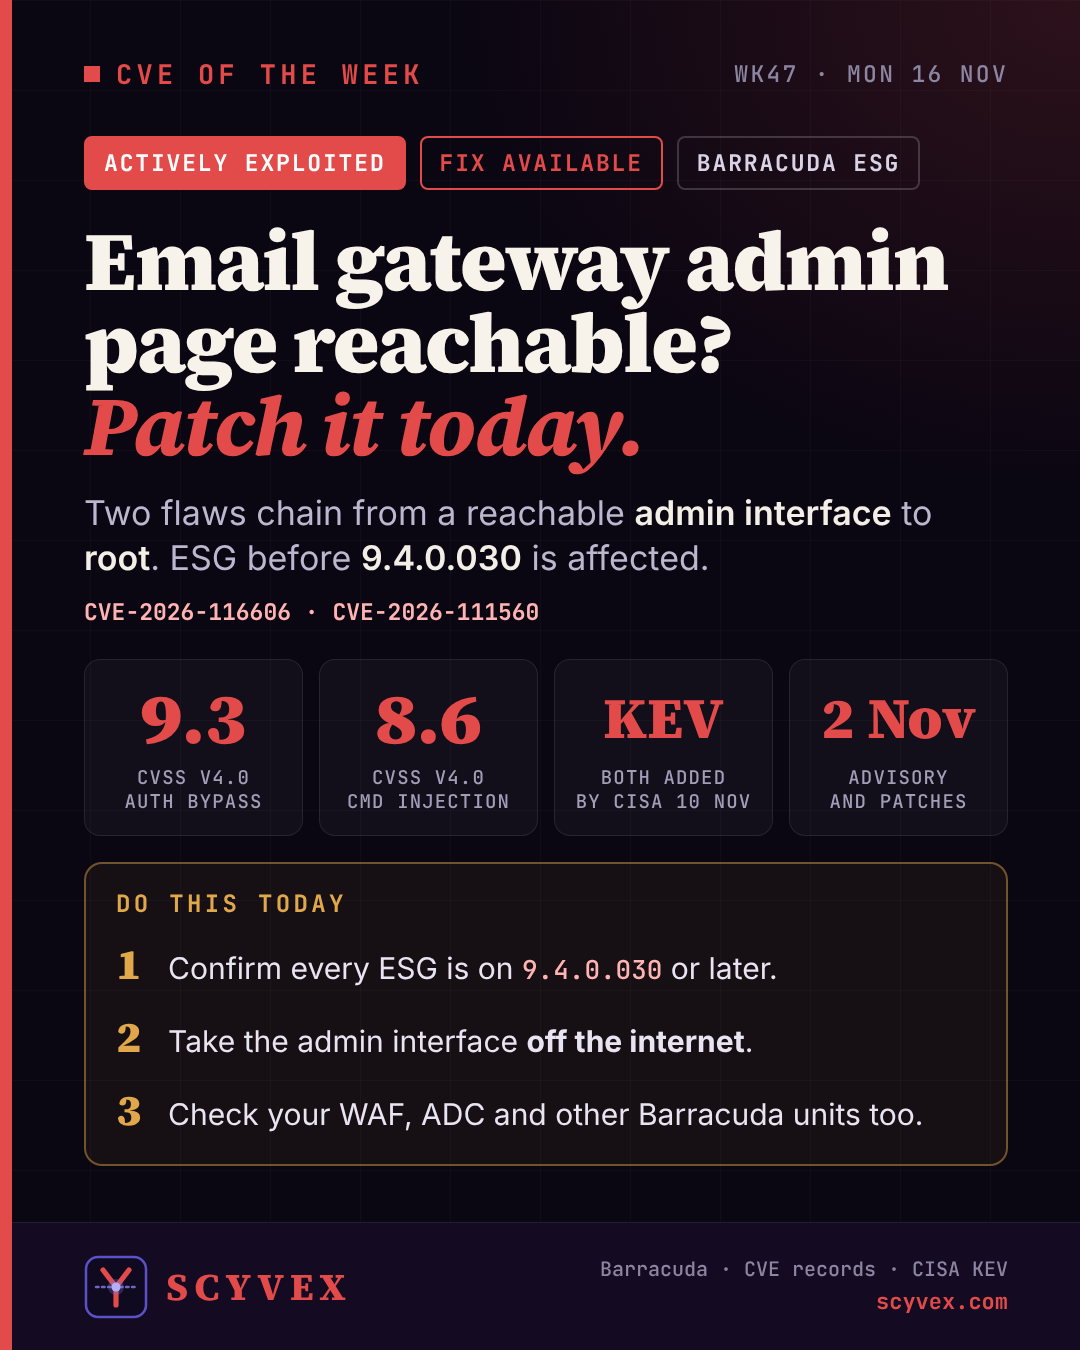 CVE OF THE WEEK
WK47 · MON 16 NOV
ACTIVELY EXPLOITED
FIX AVAILABLE
BARRACUDA ESG
Email gateway admin
page reachable?
Patch it today.
Two flaws chain from a reachable admin interface to
root. ESG before 9.4.0.030 is affected.
CVE-2026-116606 · CVE-2026-111560
9.3
CVSS V4.0
AUTH BYPASS
8.6
CVSS V4.0
CMD INJECTION
KEV
BOTH ADDED
BY CISA 10 NOV
2 Nov
ADVISORY
AND PATCHES
DO THIS TODAY
1 Confirm every ESG is on 9.4.0.030 or later.
2 Take the admin interface off the internet.
3 Check your WAF, ADC and other Barracuda units too.
SCYVEX
Barracuda · CVE records · CISA KEV
scyvex.com